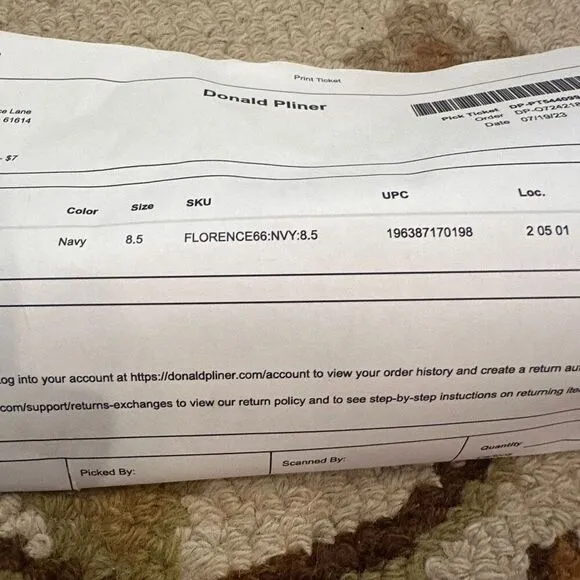 Print Ticket
Donald Pliner
Lane
61614
- $7
Pick Ticket
Order
Date 07/19/23
Color Size SKU UPC Loc.
Navy 8.5 FLORENCE66:NVY:8.5 196387170198 2 05 01
og into your account at https://donaldpliner.com/account to view your order history and create a return au
com/support/returns-exchanges to view our return policy and to see step-by-step instuctions on returning ite
Picked By: Scanned By: Quantity